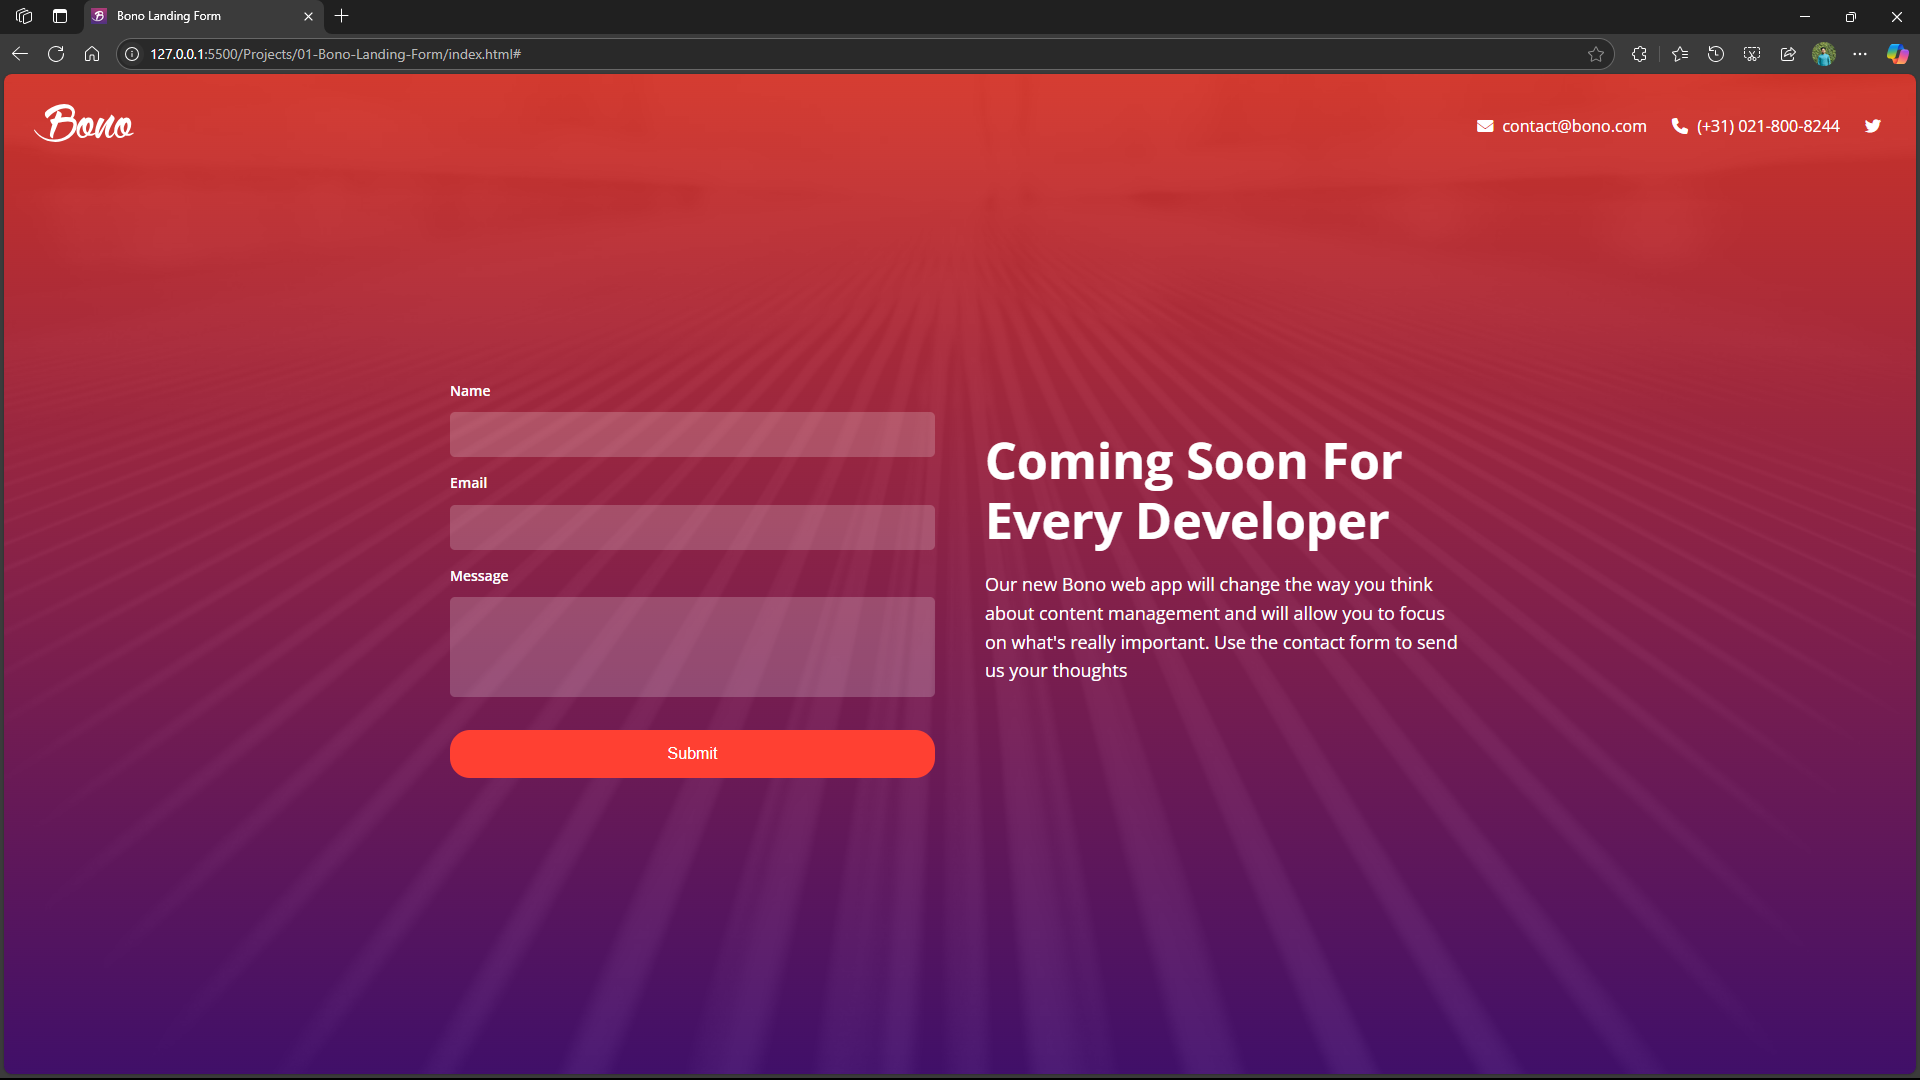 Bono Landing Form
127.0.0.1:5500/Projects/01-Bono-Landing-Form/index.html#
Bono
contact@bono.com
(+31) 021-800-8244
Name
Email
Message
Submit
Coming Soon For
Every Developer
Our new Bono web app will change the way you think
about content management and will allow you to focus
on what's really important. Use the contact form to send
us your thoughts